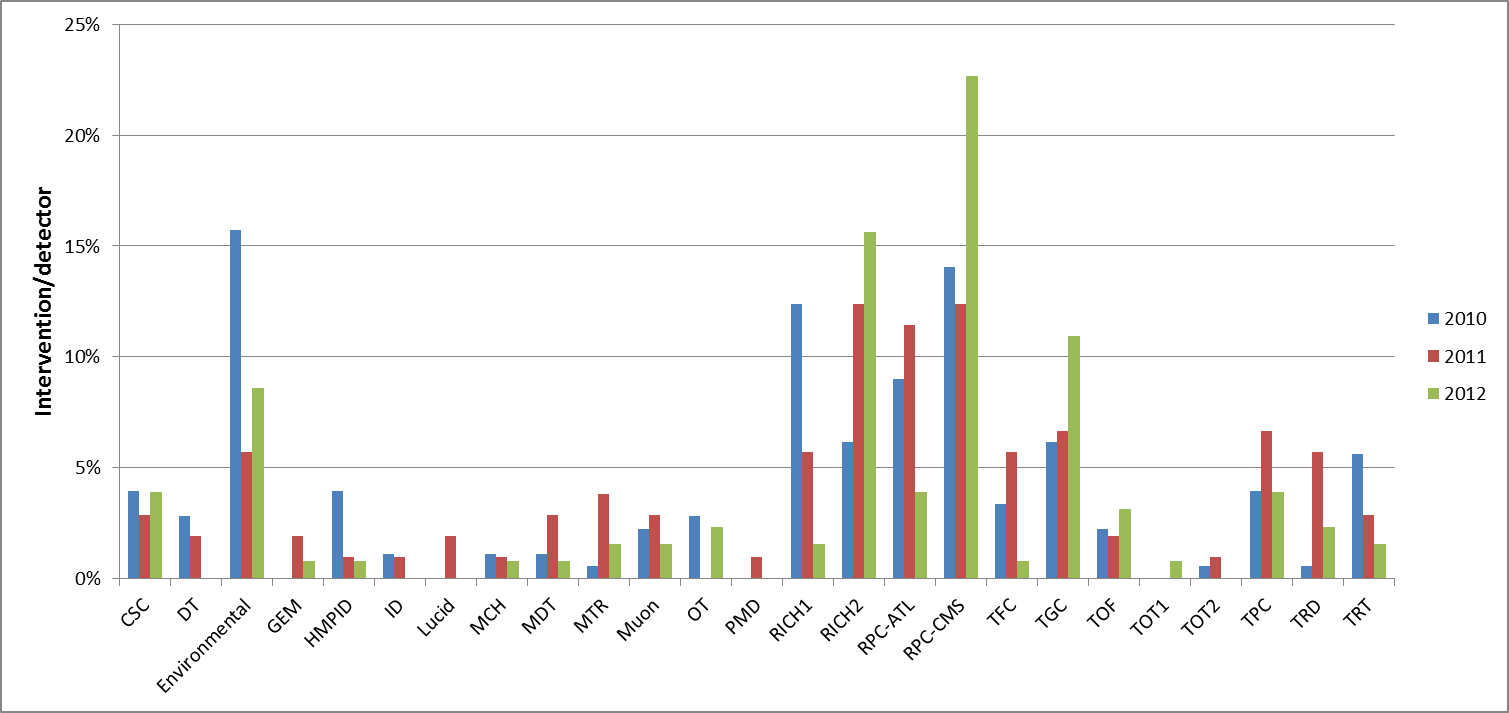 25%
20%
15%
10%
5%
0%
Intervention/detector
CSC
DT
Environmental
GEM
HMPID
ID
Lucid
MCH
MDT
MTR
Muon
OT
PMD
RICH1
RICH2
RPC-ATL
RPC-CMS
TFC
TGC
TOF
TOT1
TOT2
TPC
TRD
TRT
2010
2011
2012